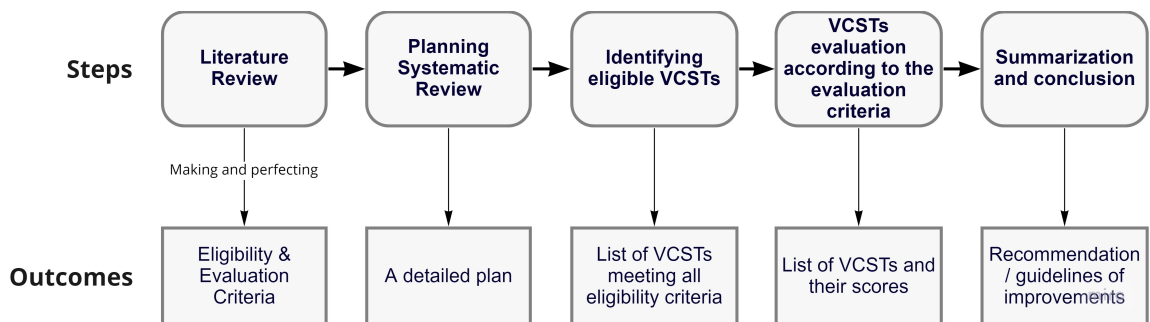 Steps
Literature
Review
Planning
Systematic
Review
Identifying
eligible VCSTs
VCSTs
evaluation
according to the
evaluation
criteria
Summarization
and conclusion
Making and perfecting
Outcomes
Eligibility &
Evaluation
Criteria
A detailed plan
List of VCSTs
meeting all
eligibility criteria
List of VCSTs and
their scores
Recommendation
/ guidelines of
improvements
miro